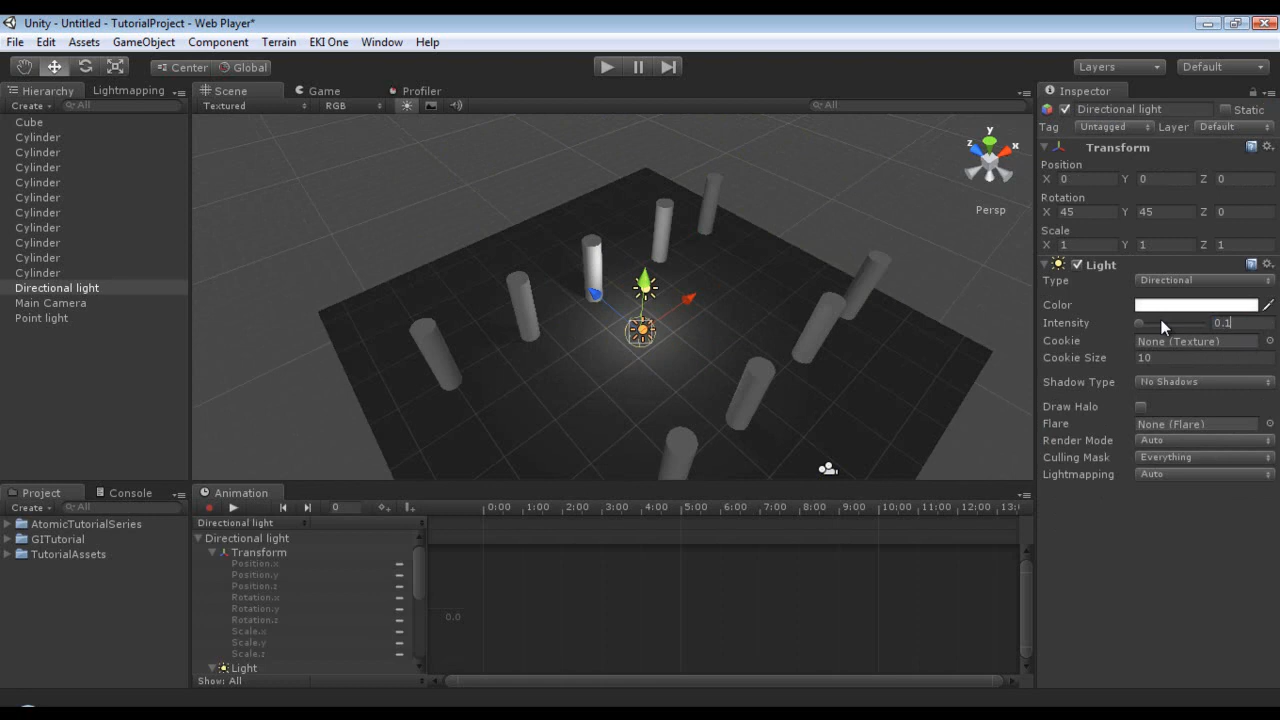 Unity - Untitled - TutorialProject - Web Player*
File Edit Assets GameObject Component Terrain EKI One Window Help
Center Global Layers Default
Hierarchy Lightmapping
Create All
Cube
Cylinder
Cylinder
Cylinder
Cylinder
Cylinder
Cylinder
Cylinder
Cylinder
Cylinder
Cylinder
Directional light
Main Camera
Point light
Scene Game Profiler
Textured RGB All
y
z x
Persp
Inspector
Directional light Static
Tag Untagged Layer Default
Transform
Position
X 0 Y 0 Z 0
Rotation
X 45 Y 45 Z 0
Scale
X 1 Y 1 Z 1
Light
Type Directional
Color
Intensity 0.1
Cookie None (Texture)
Cookie Size 10
Shadow Type No Shadows
Draw Halo
Flare None (Flare)
Render Mode Auto
Culling Mask Everything
Lightmapping Auto
Project Console
Create All
AtomicTutorialSeries
GITutorial
TutorialAssets
Animation
0 0:00 1:00 2:00 3:00 4:00 5:00 6:00 7:00 8:00 9:00 10:00 11:00 12:00 13:
Directional light
Directional light
Transform
Position.x
Position.y
Position.z
Rotation.x
Rotation.y
Rotation.z
Scale.x
Scale.y
Scale.z
Light
Show: All
0.0